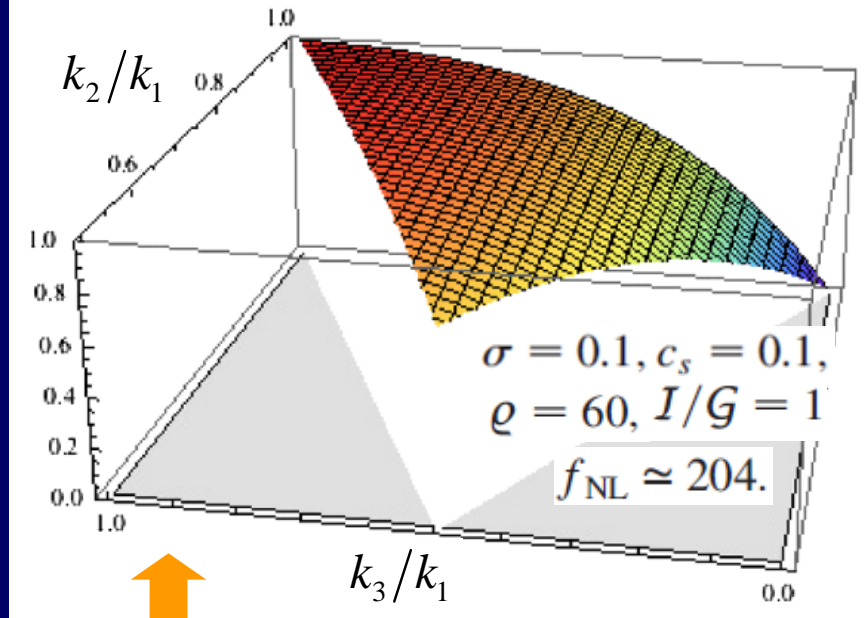 1.0
k₂/k₁
0.8
0.6
1.0
0.8
0.6
0.4
0.2
0.0
1.0
k₃/k₁
0.0
σ = 0.1, cₛ = 0.1,
ϱ = 60, I/G = 1
f_NL ≃ 204.